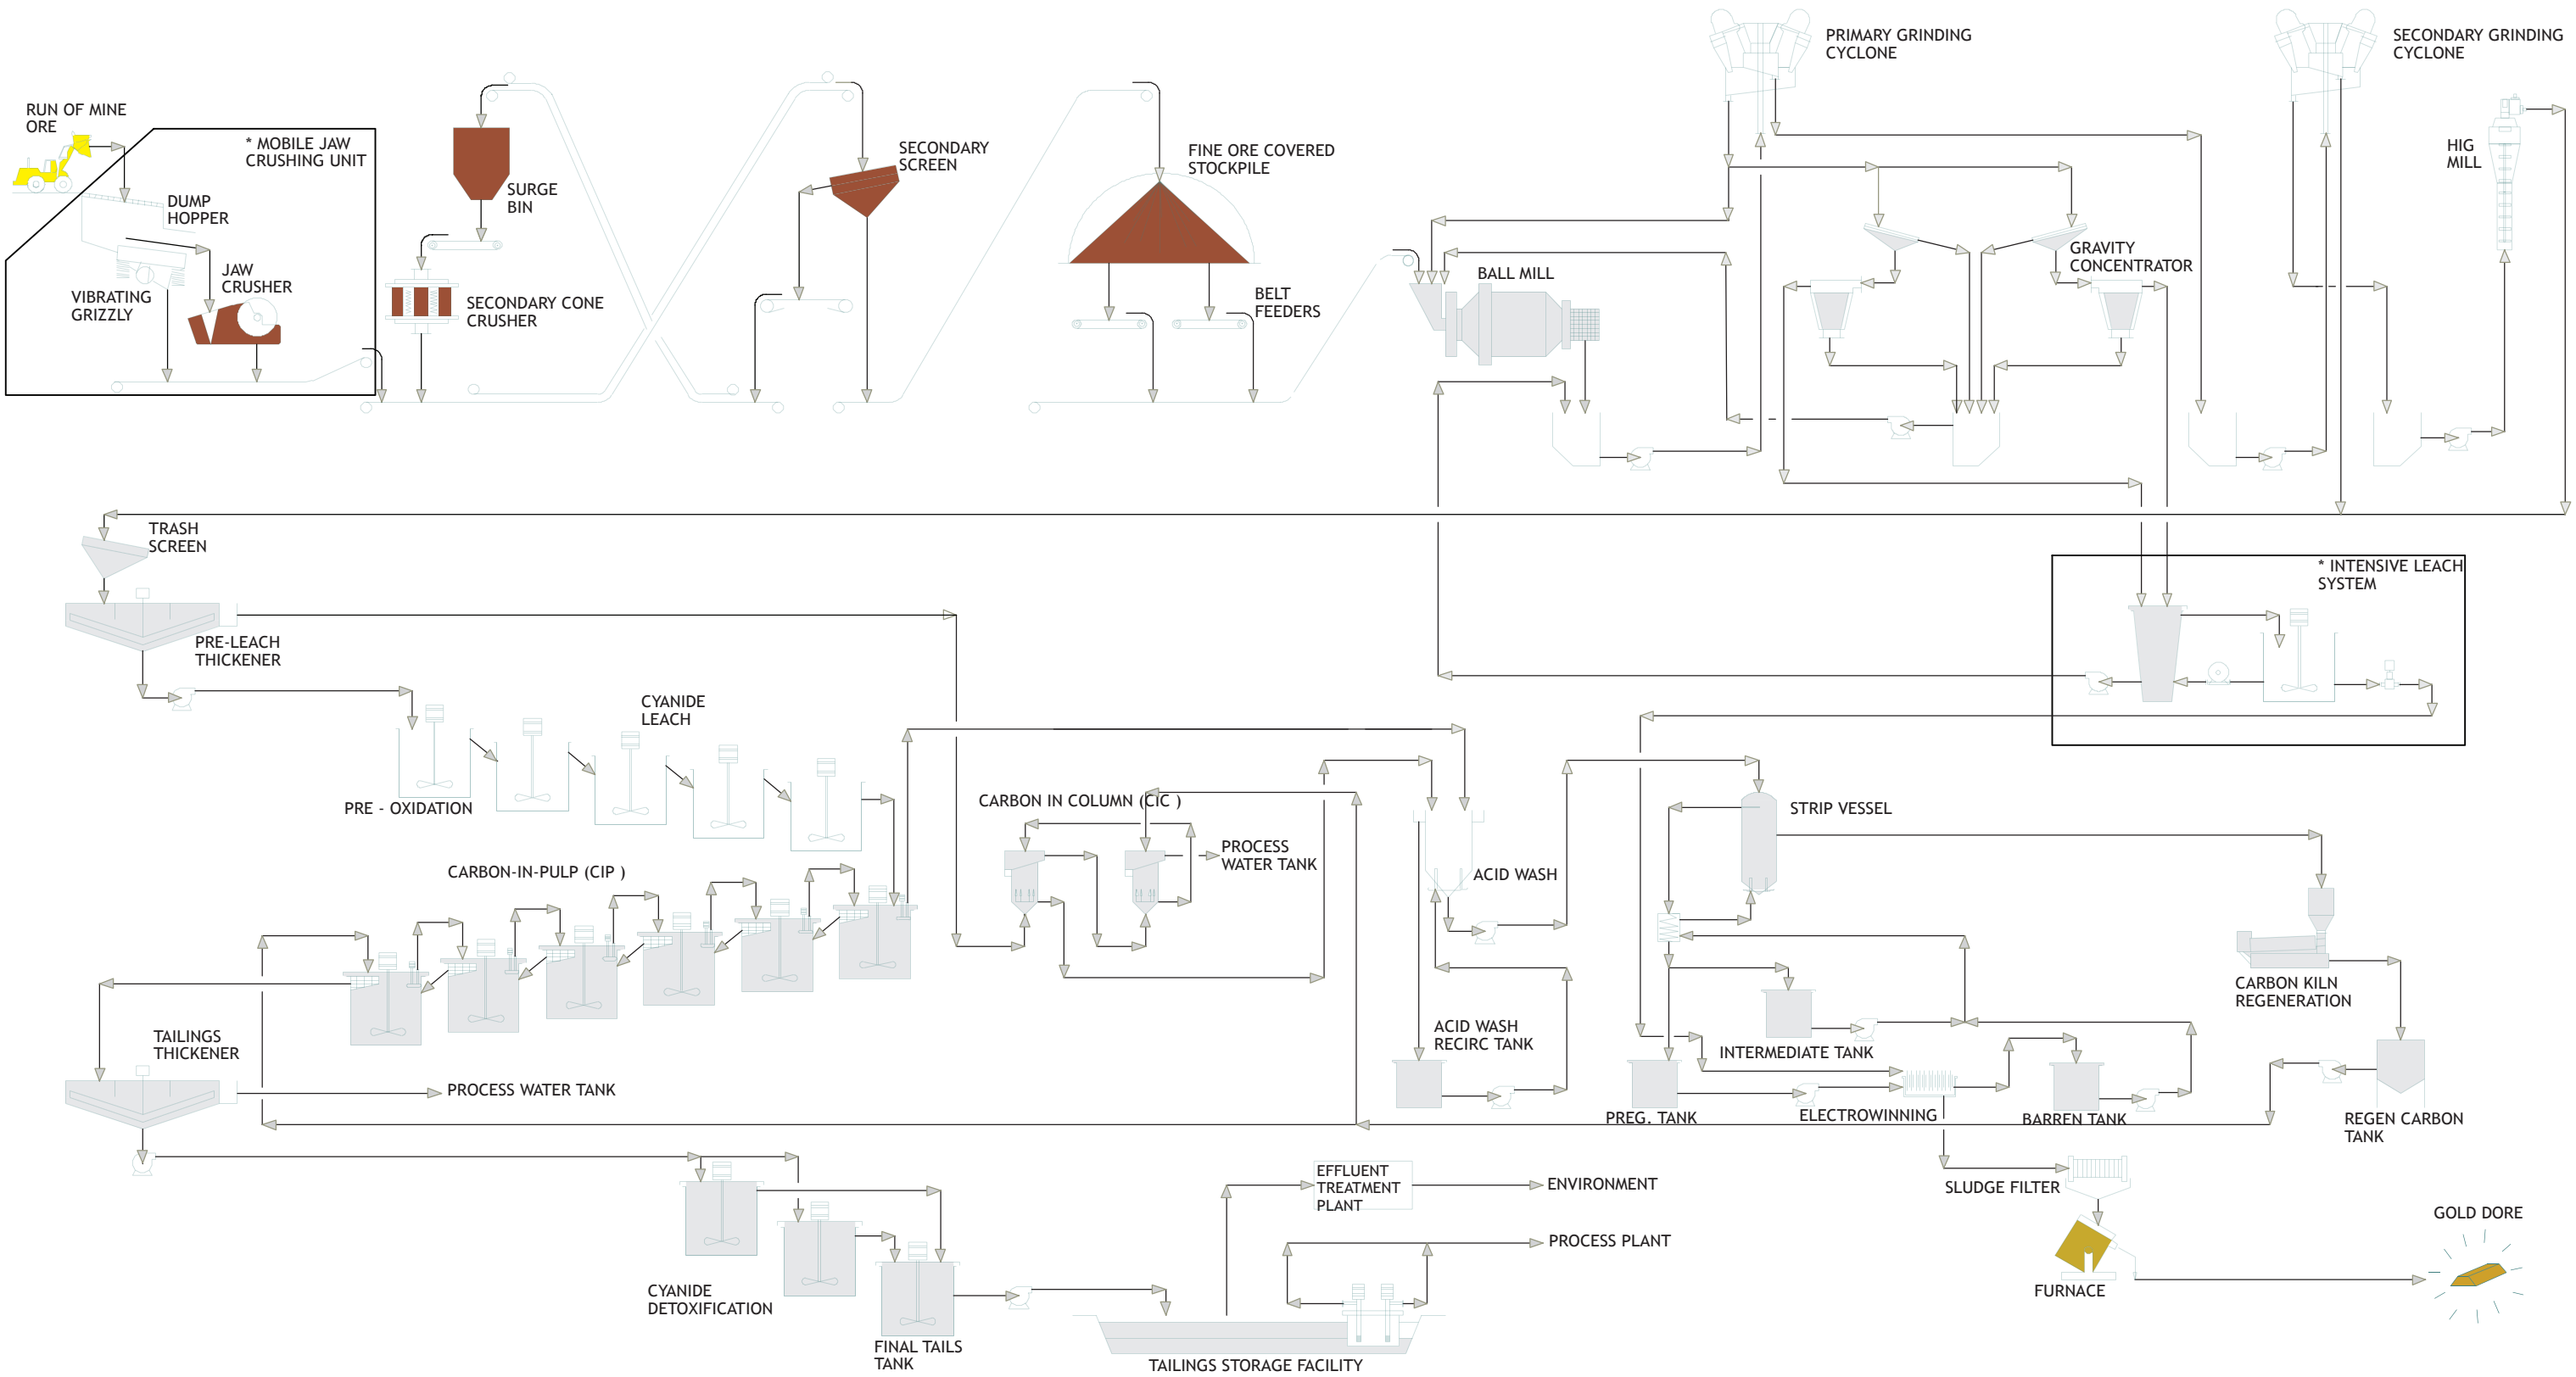 PRIMARY GRINDING
CYCLONE
SECONDARY GRINDING
CYCLONE
RUN OF MINE
ORE
* MOBILE JAW
CRUSHING UNIT
DUMP
HOPPER
JAW
CRUSHER
VIBRATING
GRIZZLY
SURGE
BIN
SECONDARY CONE
CRUSHER
SECONDARY
SCREEN
FINE ORE COVERED
STOCKPILE
BELT
FEEDERS
BALL MILL
GRAVITY
CONCENTRATOR
HIG
MILL
TRASH
SCREEN
PRE-LEACH
THICKENER
* INTENSIVE LEACH
SYSTEM
CYANIDE
LEACH
PRE - OXIDATION
CARBON IN COLUMN (CIC )
PROCESS
WATER TANK
STRIP VESSEL
ACID WASH
CARBON-IN-PULP (CIP )
CARBON KILN
REGENERATION
TAILINGS
THICKENER
ACID WASH
RECIRC TANK
INTERMEDIATE TANK
PROCESS WATER TANK
PREG. TANK
ELECTROWINNING
BARREN TANK
REGEN CARBON
TANK
EFFLUENT
TREATMENT
PLANT
ENVIRONMENT
SLUDGE FILTER
GOLD DORE
PROCESS PLANT
CYANIDE
DETOXIFICATION
FURNACE
FINAL TAILS
TANK
TAILINGS STORAGE FACILITY